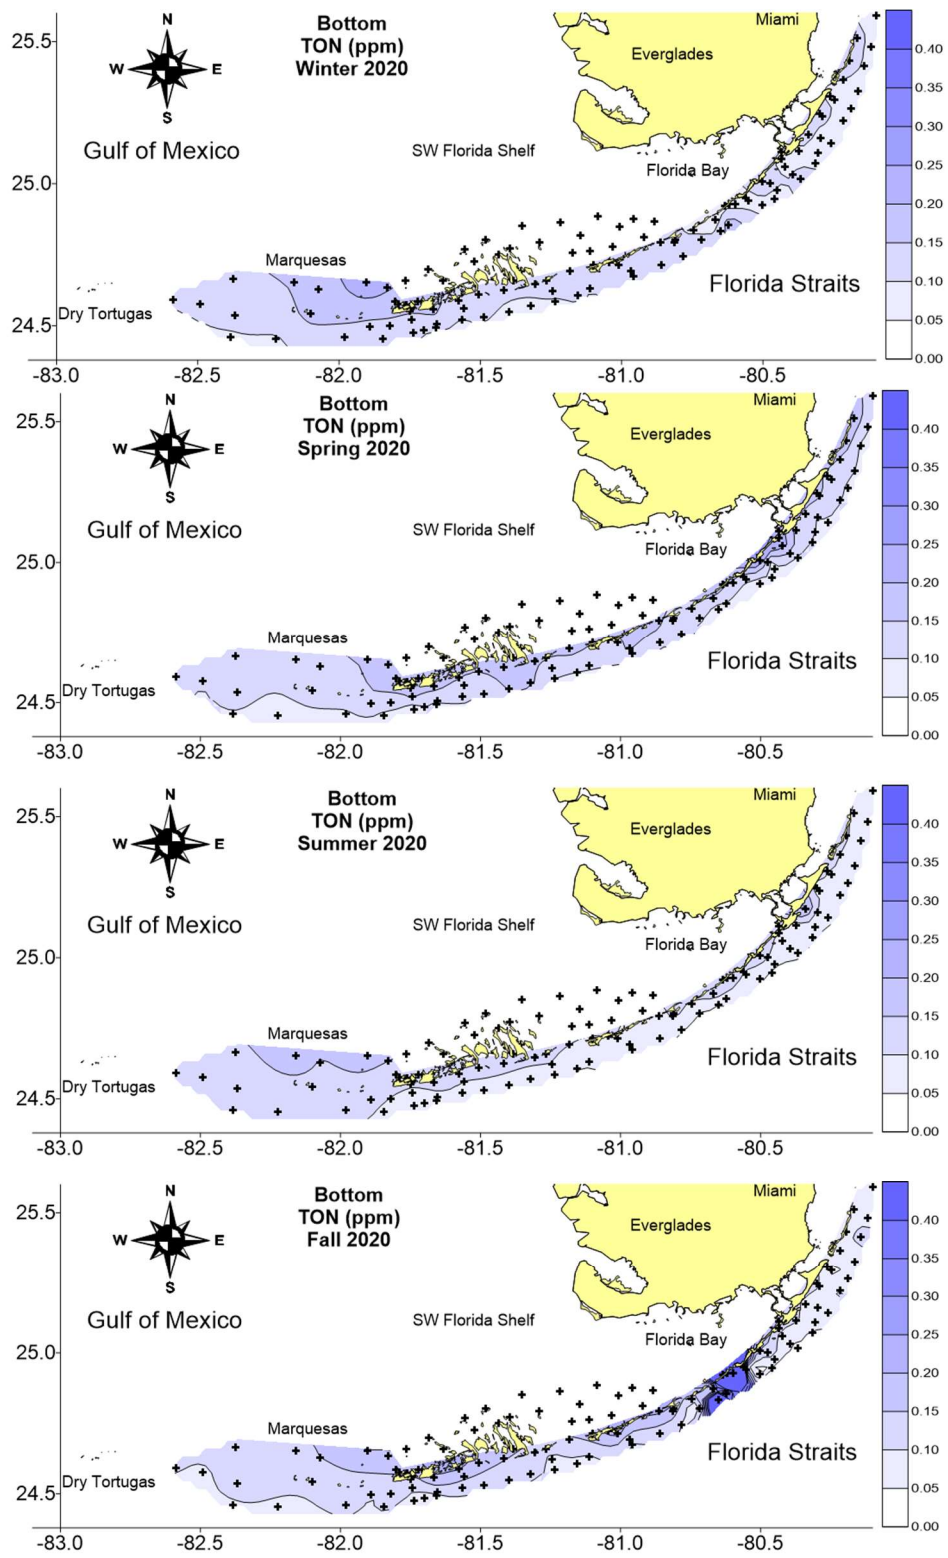 Bottom
TON (ppm)
Winter 2020
N
W E
S
Gulf of Mexico
SW Florida Shelf
Miami
Everglades
Florida Bay
Marquesas
Dry Tortugas
Florida Straits
25.5
25.0
24.5
-83.0 -82.5 -82.0 -81.5 -81.0 -80.5
0.40
0.35
0.30
0.25
0.20
0.15
0.10
0.05
0.00
Bottom
TON (ppm)
Spring 2020
N
W E
S
Gulf of Mexico
SW Florida Shelf
Miami
Everglades
Florida Bay
Marquesas
Dry Tortugas
Florida Straits
25.5
25.0
24.5
-83.0 -82.5 -82.0 -81.5 -81.0 -80.5
0.40
0.35
0.30
0.25
0.20
0.15
0.10
0.05
0.00
Bottom
TON (ppm)
Summer 2020
N
W E
S
Gulf of Mexico
SW Florida Shelf
Miami
Everglades
Florida Bay
Marquesas
Dry Tortugas
Florida Straits
25.5
25.0
24.5
-83.0 -82.5 -82.0 -81.5 -81.0 -80.5
0.40
0.35
0.30
0.25
0.20
0.15
0.10
0.05
0.00
Bottom
TON (ppm)
Fall 2020
N
W E
S
Gulf of Mexico
SW Florida Shelf
Miami
Everglades
Florida Bay
Marquesas
Dry Tortugas
Florida Straits
25.5
25.0
24.5
-83.0 -82.5 -82.0 -81.5 -81.0 -80.5
0.40
0.35
0.30
0.25
0.20
0.15
0.10
0.05
0.00